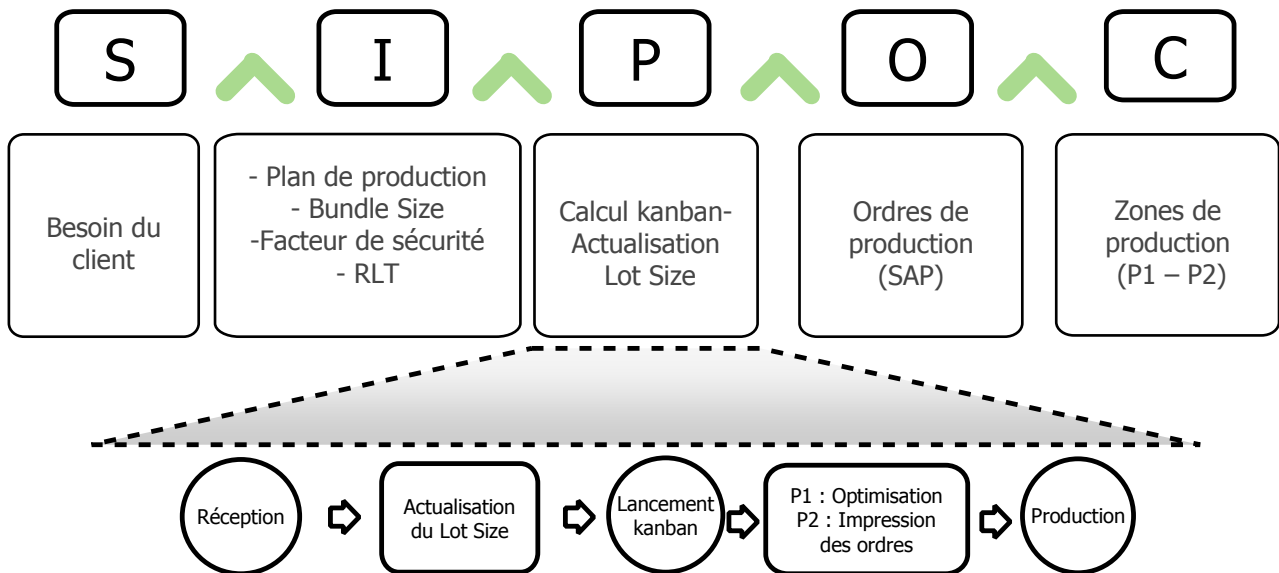 S
I
P
O
C
Besoin du
client
- Plan de production
- Bundle Size
-Facteur de sécurité
- RLT
Calcul kanban-
Actualisation
Lot Size
Ordres de
production
(SAP)
Zones de
production
(P1 – P2)
Réception
Actualisation
du Lot Size
Lancement
kanban
P1 : Optimisation
P2 : Impression
des ordres
Production